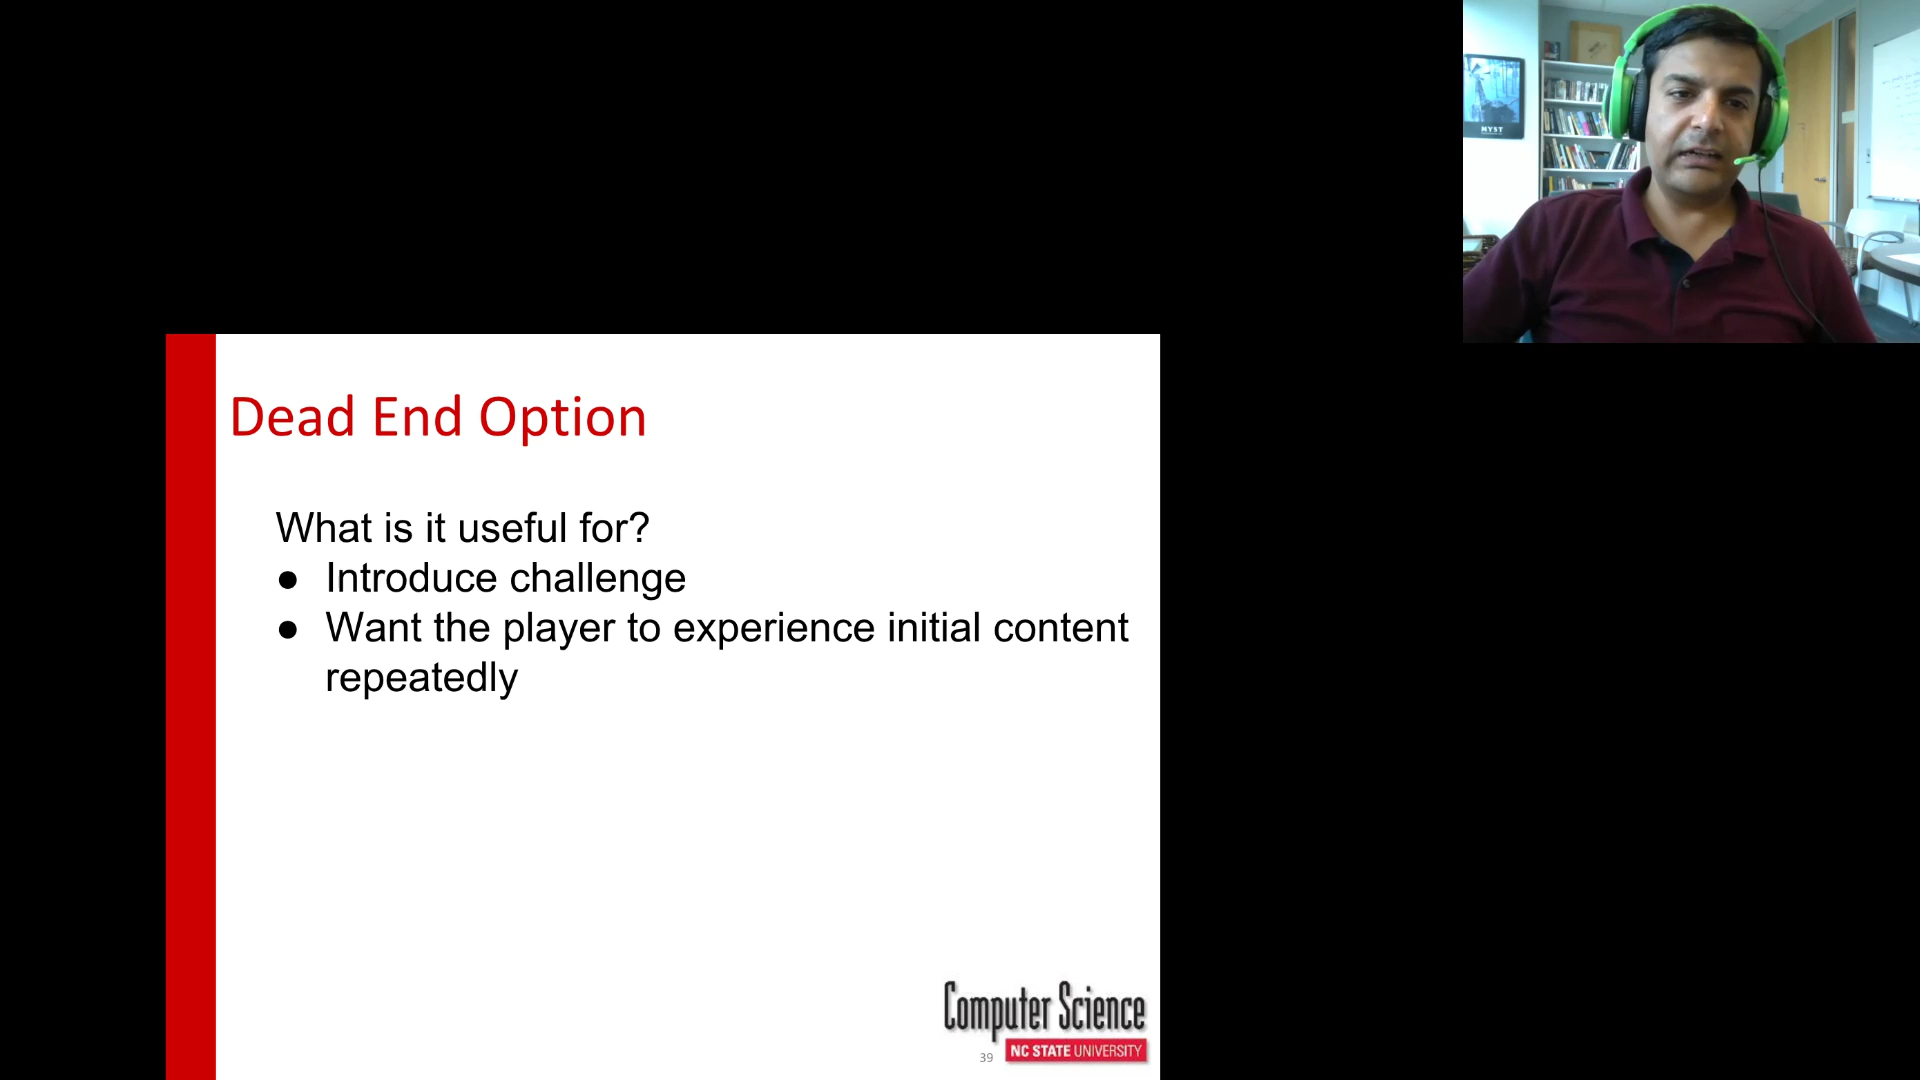 MYST
Dead End Option
What is it useful for?
● Introduce challenge
● Want the player to experience initial content
repeatedly
Computer Science
39
NC STATE UNIVERSITY